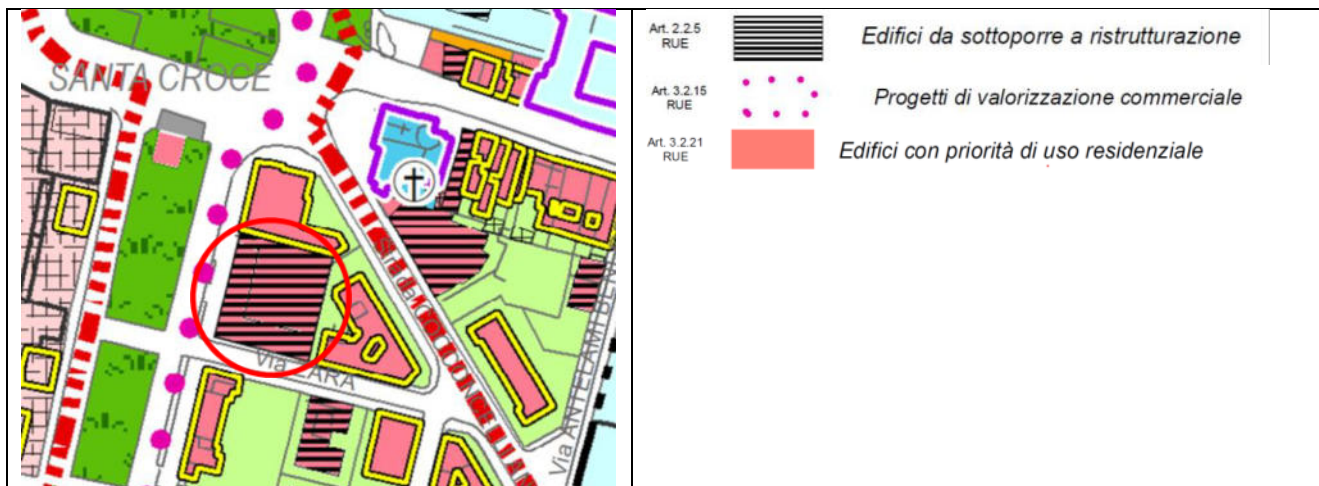 SANTA CROCE
Via ZARA
Via ANTELAMI BEN
Art. 2.2.5
RUE
Edifici da sottoporre a ristrutturazione
Art. 3.2.15
RUE
Progetti di valorizzazione commerciale
Art. 3.2.21
RUE
Edifici con priorità di uso residenziale